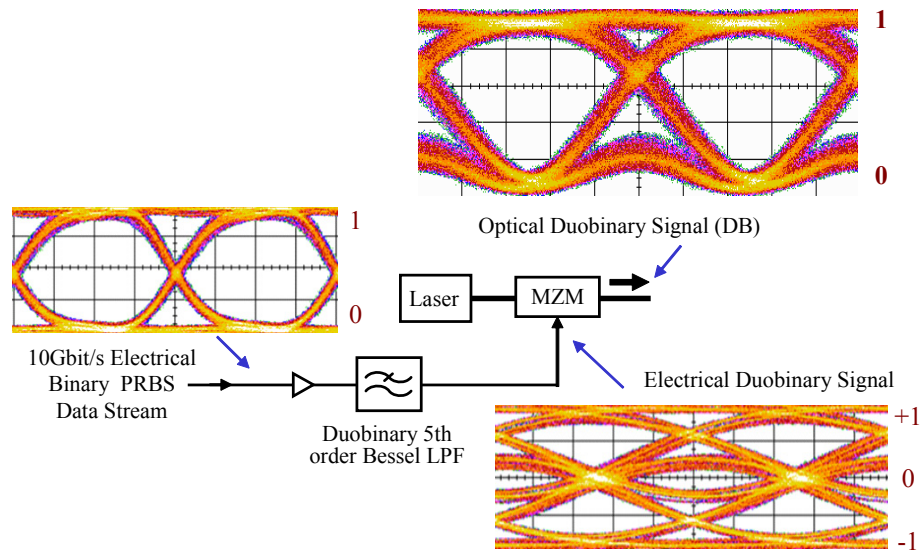 1
0
Optical Duobinary Signal (DB)
1
0
Laser
MZM
10Gbit/s Electrical
Binary PRBS
Data Stream
Electrical Duobinary Signal
Duobinary 5th
order Bessel LPF
+1
0
-1